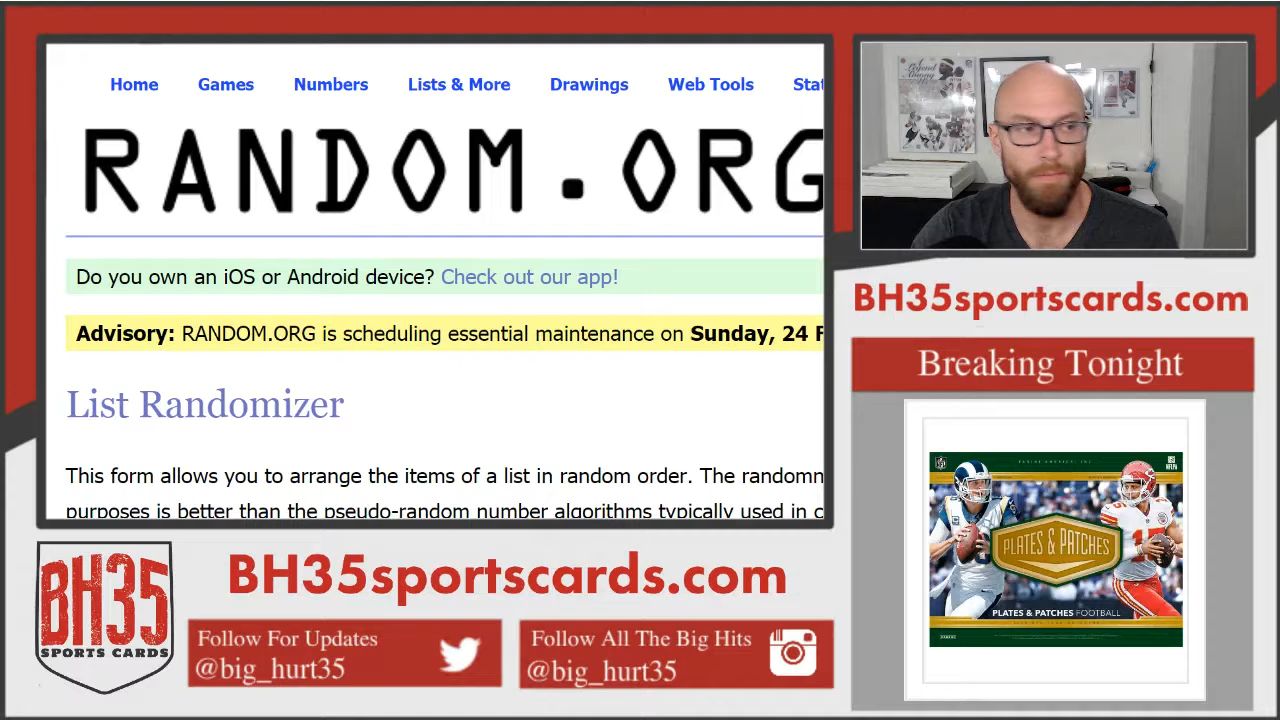 Home Games Numbers Lists & More Drawings Web Tools Stat
RANDOM.ORG
Do you own an iOS or Android device? Check out our app!
Advisory: RANDOM.ORG is scheduling essential maintenance on Sunday, 24 F
List Randomizer
This form allows you to arrange the items of a list in random order. The randomn
purposes is better than the pseudo-random number algorithms typically used in c
BH35sportscards.com
Breaking Tonight
PLATES & PATCHES
PLATES & PATCHES FOOTBALL
BH35
SPORTS CARDS
BH35sportscards.com
Follow For Updates
@big_hurt35
Follow All The Big Hits
@big_hurt35